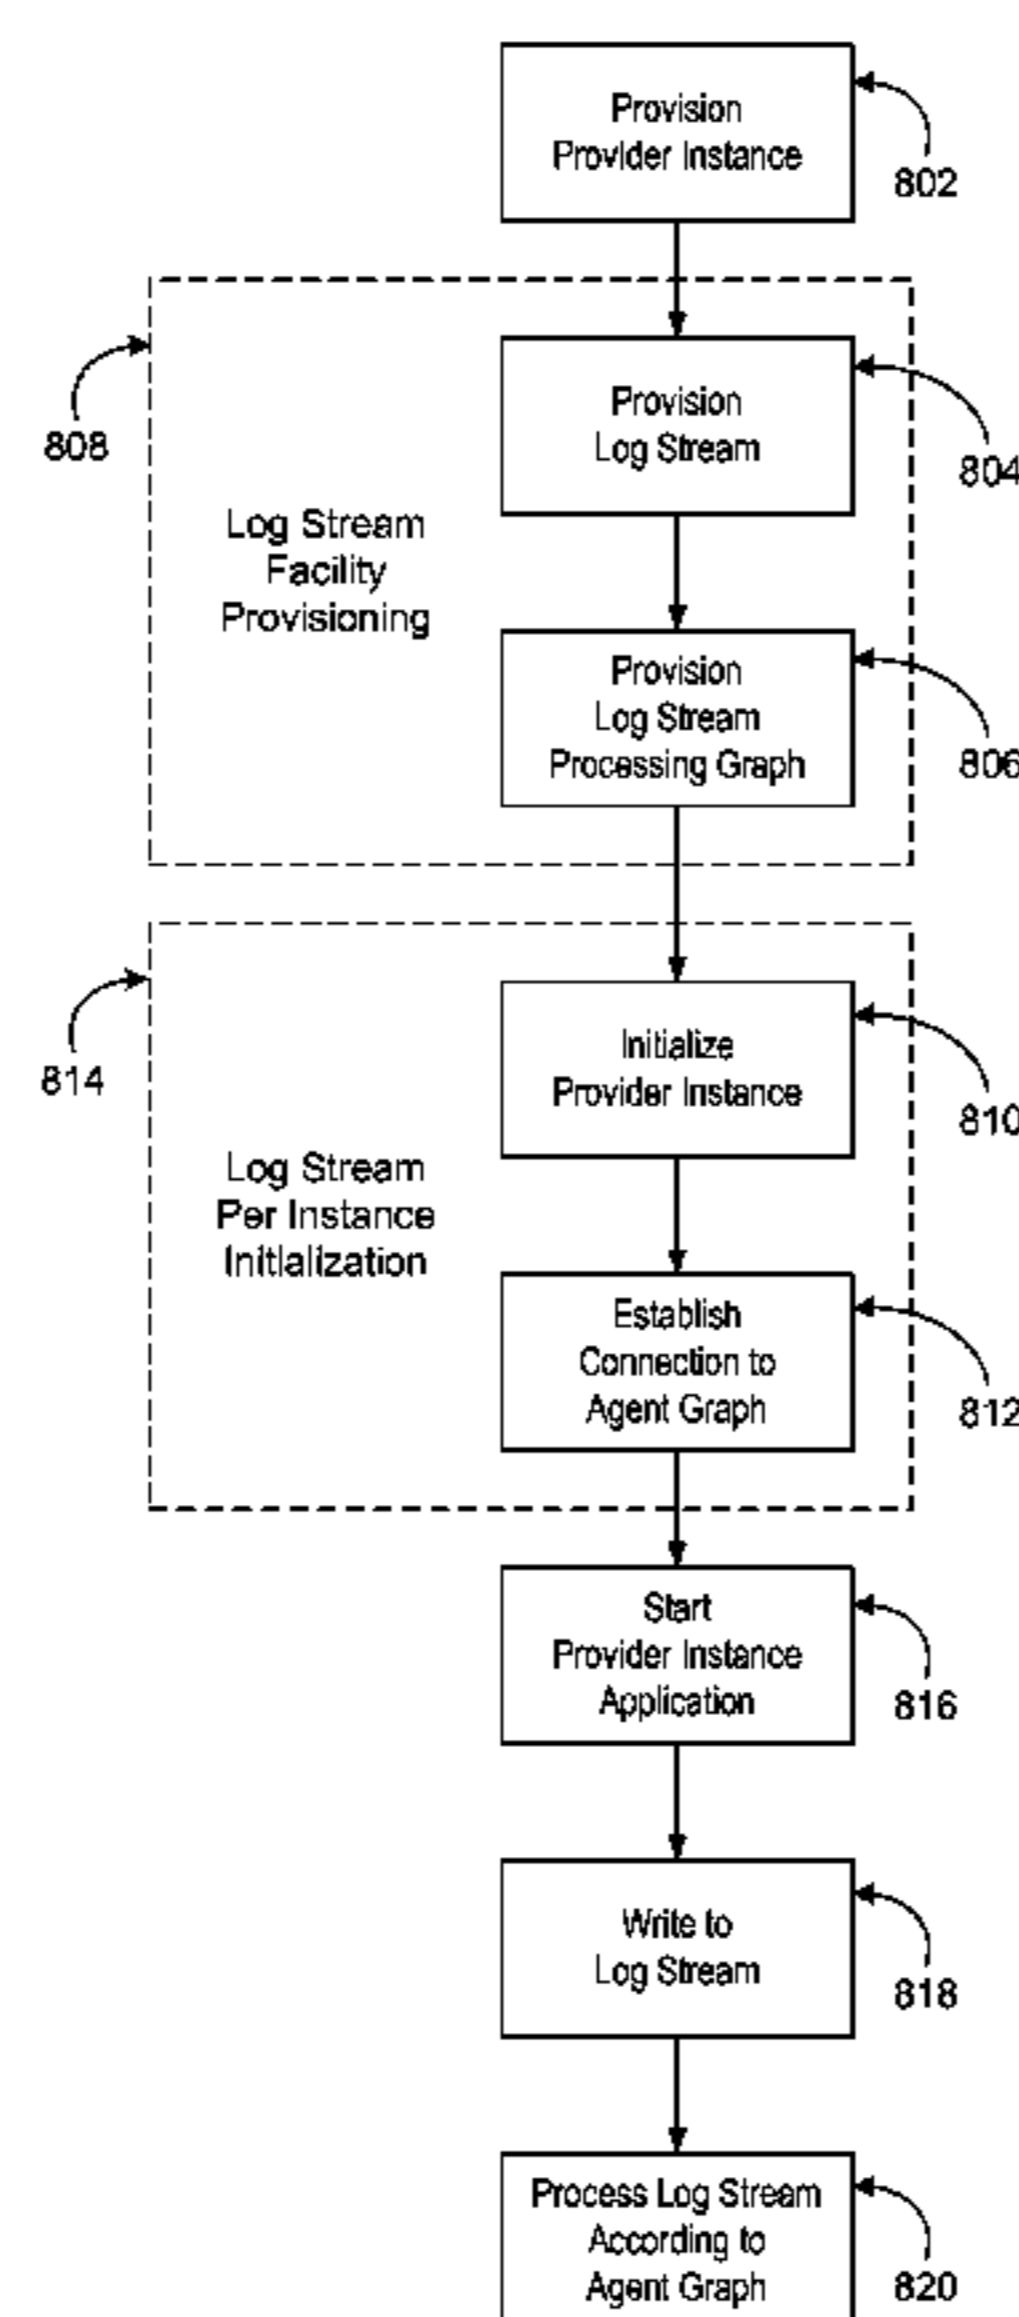 Provision
Provider Instance
802
808
Provision
Log Stream
804
Log Stream
Facility
Provisioning
Provision
Log Stream
Processing Graph
806
814
Initialize
Provider Instance
810
Log Stream
Per Instance
Initialization
Establish
Connection to
Agent Graph
812
Start
Provider Instance
Application
816
Write to
Log Stream
818
Process Log Stream
According to
Agent Graph
820